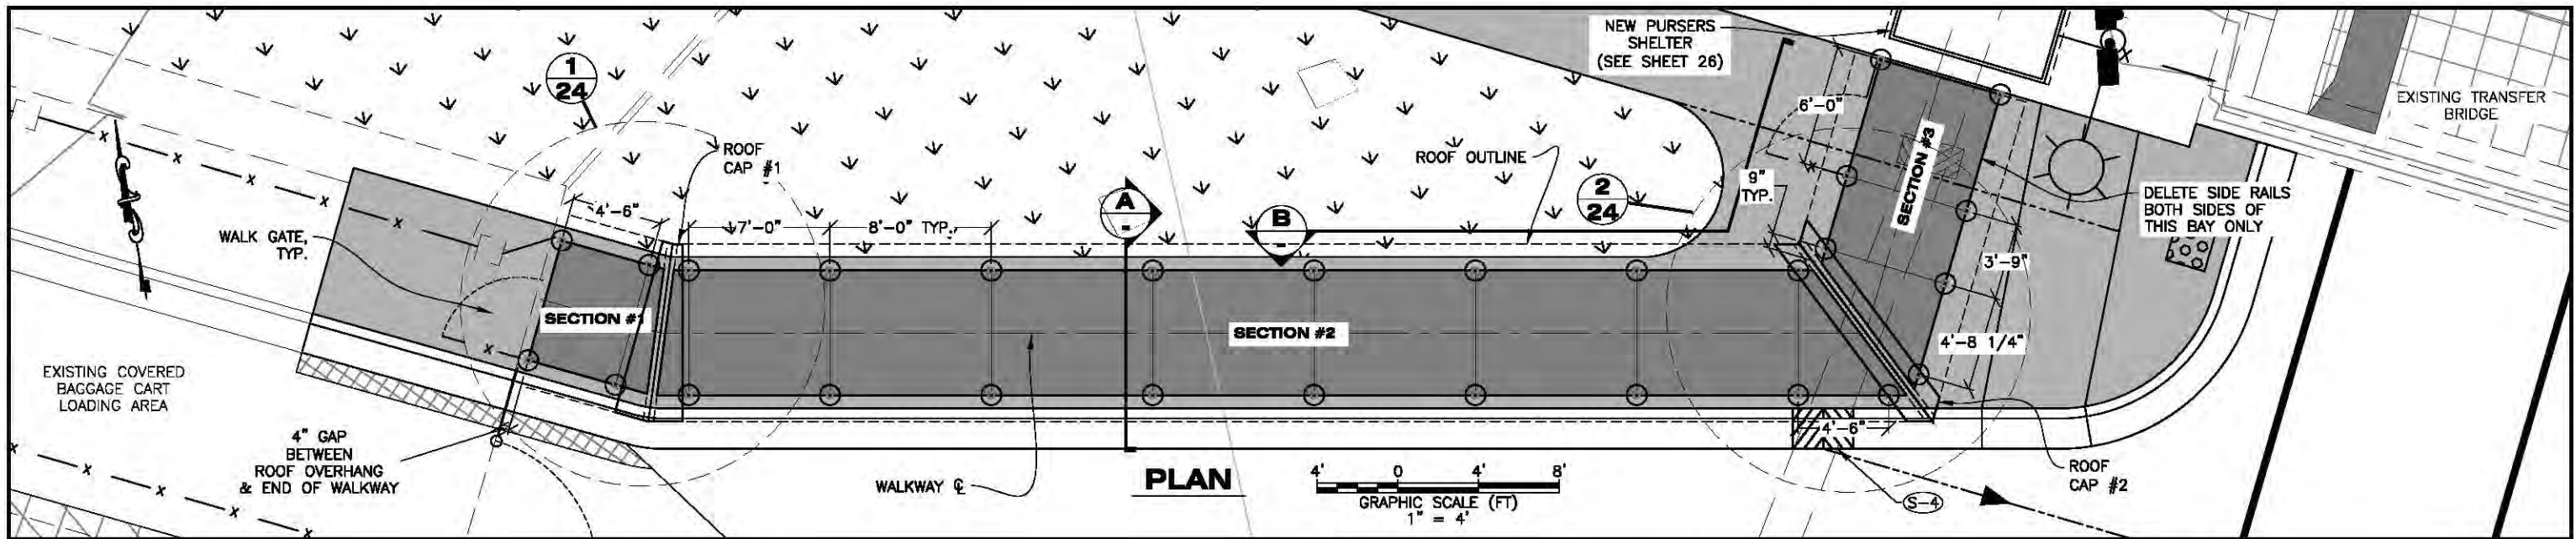 1
24
ROOF
CAP #1
4'-6"
7'-0"
8'-0" TYP.
WALK GATE,
TYP.
SECTION #1
EXISTING COVERED
BAGGAGE CART
LOADING AREA
4" GAP
BETWEEN
ROOF OVERHANG
& END OF WALKWAY
A
-
B
-
SECTION #2
WALKWAY ℄
PLAN
4' 0 4' 8'
GRAPHIC SCALE (FT)
1" = 4'
ROOF OUTLINE
2
24
NEW PURSERS
SHELTER
(SEE SHEET 26)
6'-0"
9"
TYP.
SECTION #3
EXISTING TRANSFER
BRIDGE
DELETE SIDE RAILS
BOTH SIDES OF
THIS BAY ONLY
3'-9"
4'-8 1/4"
4'-6"
ROOF
CAP #2
S-4
x
x
x
x
x
x
x
x
x
x
x
x